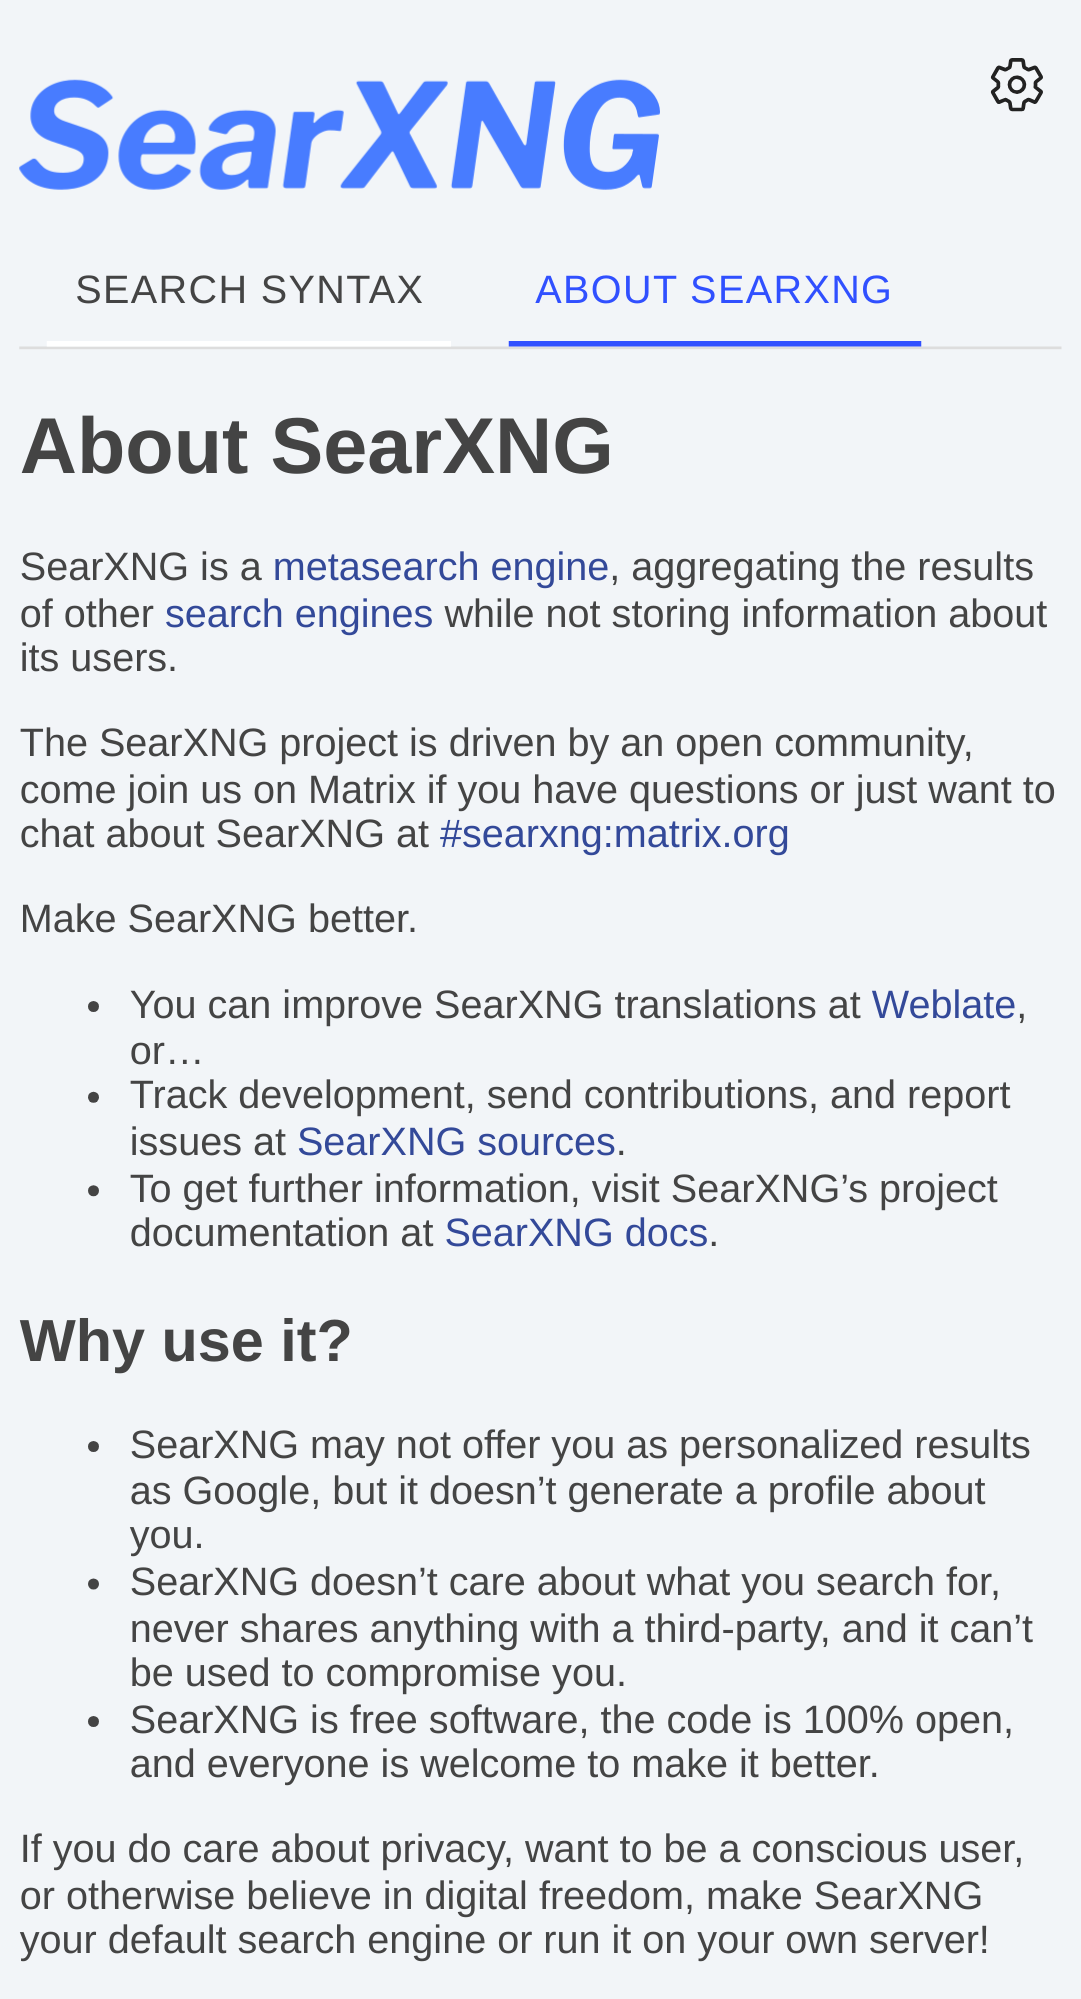 SearXNG
SEARCH SYNTAX
ABOUT SEARXNG
About SearXNG
SearXNG is a metasearch engine, aggregating the results
of other search engines while not storing information about
its users.
The SearXNG project is driven by an open community,
come join us on Matrix if you have questions or just want to
chat about SearXNG at #searxng:matrix.org
Make SearXNG better.
• You can improve SearXNG translations at Weblate,
or…
• Track development, send contributions, and report
issues at SearXNG sources.
• To get further information, visit SearXNG’s project
documentation at SearXNG docs.
Why use it?
• SearXNG may not offer you as personalized results
as Google, but it doesn’t generate a profile about
you.
• SearXNG doesn’t care about what you search for,
never shares anything with a third-party, and it can’t
be used to compromise you.
• SearXNG is free software, the code is 100% open,
and everyone is welcome to make it better.
If you do care about privacy, want to be a conscious user,
or otherwise believe in digital freedom, make SearXNG
your default search engine or run it on your own server!